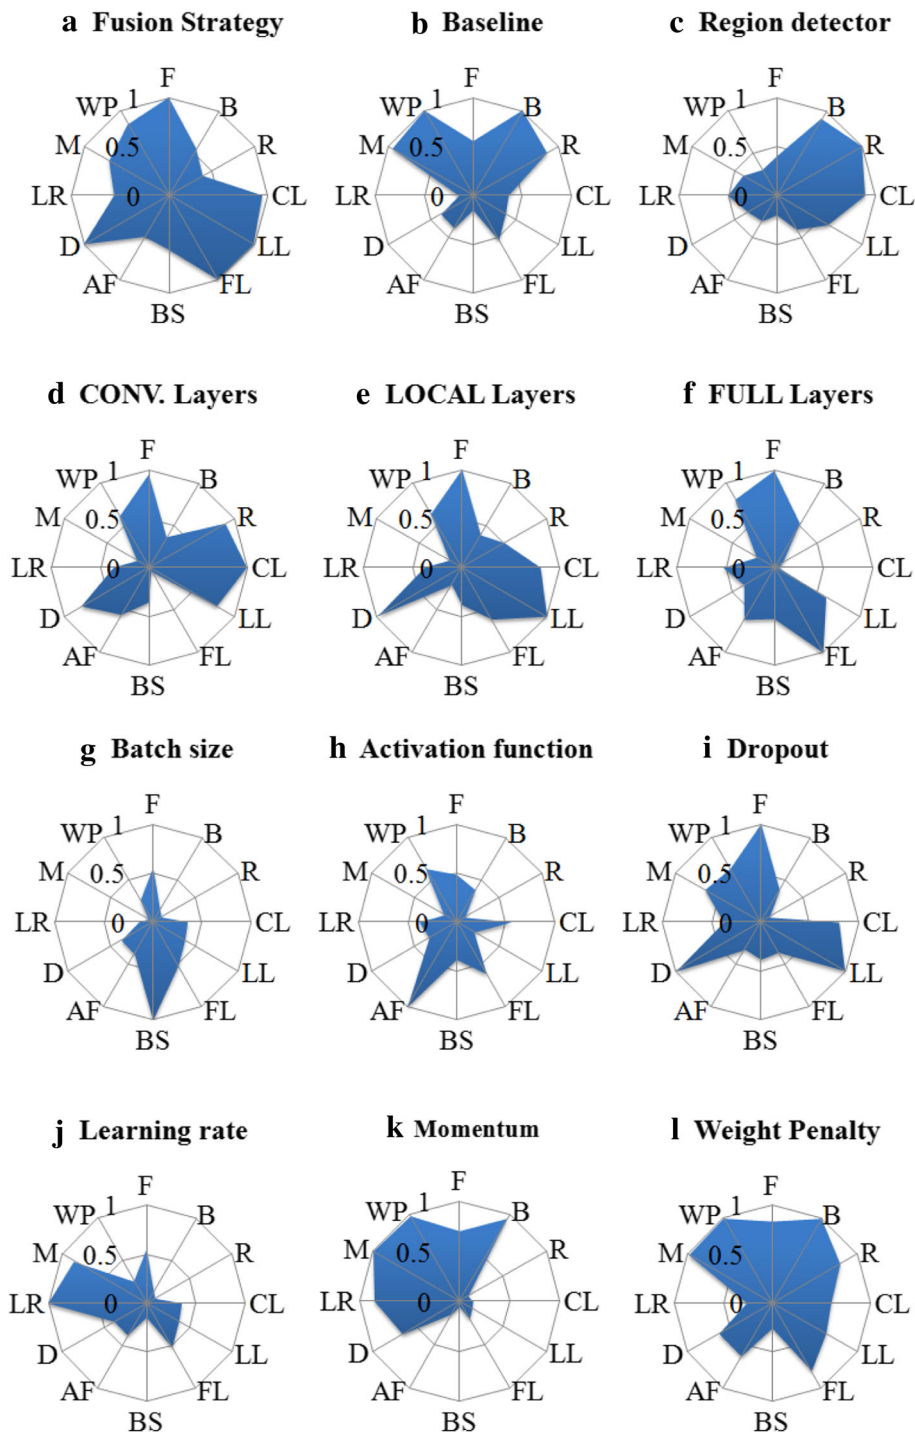 a Fusion Strategy
b Baseline
c Region detector
F
F
F
WP 1 B
WP 1 B
1 B
M 0.5 R
M 0.5 R
0.5 R
LR 0 CL
LR 0 CL
LR 0 CL
D LL
D LL
D LL
AF FL
AF FL
AF FL
BS
BS
BS
d CONV. Layers
e LOCAL Layers
f FULL Layers
F
F
F
WP 1 B
WP 1 B
WP 1 B
M 0.5 R
M 0.5 R
M 0.5 R
LR 0 CL
LR 0 CL
LR 0 CL
D LL
D LL
D LL
AF FL
AF FL
AF FL
BS
BS
BS
g Batch size
h Activation function
i Dropout
F
F
F
WP 1 B
WP 1 B
WP 1 B
M 0.5 R
M 0.5 R
M 0.5 R
LR 0 CL
LR 0 CL
LR 0 CL
D LL
D LL
D LL
AF FL
AF FL
AF FL
BS
BS
BS
j Learning rate
k Momentum
l Weight Penalty
F
F
F
WP 1 B
WP 1 B
WP 1 B
M 0.5 R
M 0.5 R
M 0.5 R
LR 0 CL
LR 0 CL
LR 0 CL
D LL
D LL
D LL
AF FL
AF FL
AF FL
BS
BS
BS